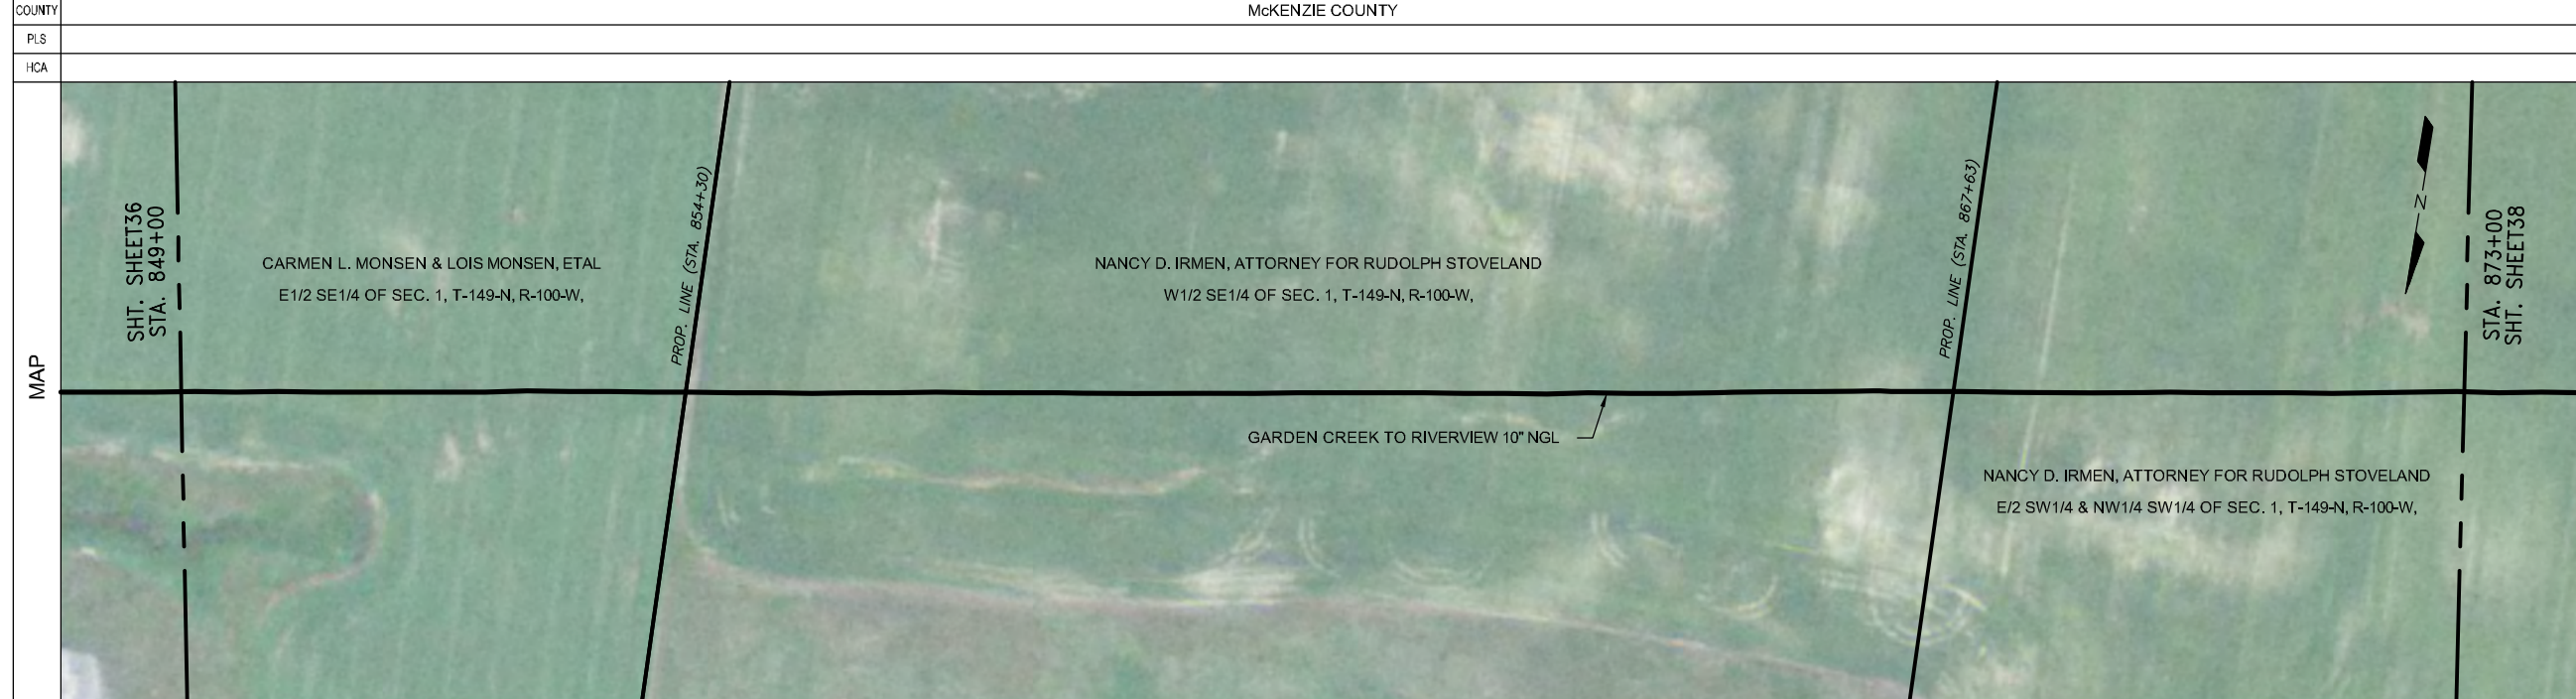 COUNTY
McKENZIE COUNTY
PLS
HCA
MAP
SHT. SHEET36
STA. 849+00
CARMEN L. MONSEN & LOIS MONSEN, ETAL
E1/2 SE1/4 OF SEC. 1, T-149-N, R-100-W,
PROP. LINE (STA. 854+30)
NANCY D. IRMEN, ATTORNEY FOR RUDOLPH STOVELAND
W1/2 SE1/4 OF SEC. 1, T-149-N, R-100-W,
GARDEN CREEK TO RIVERVIEW 10" NGL
PROP. LINE (STA. 867+63)
NANCY D. IRMEN, ATTORNEY FOR RUDOLPH STOVELAND
E/2 SW1/4 & NW1/4 SW1/4 OF SEC. 1, T-149-N, R-100-W,
N
STA. 873+00
SHT. SHEET38